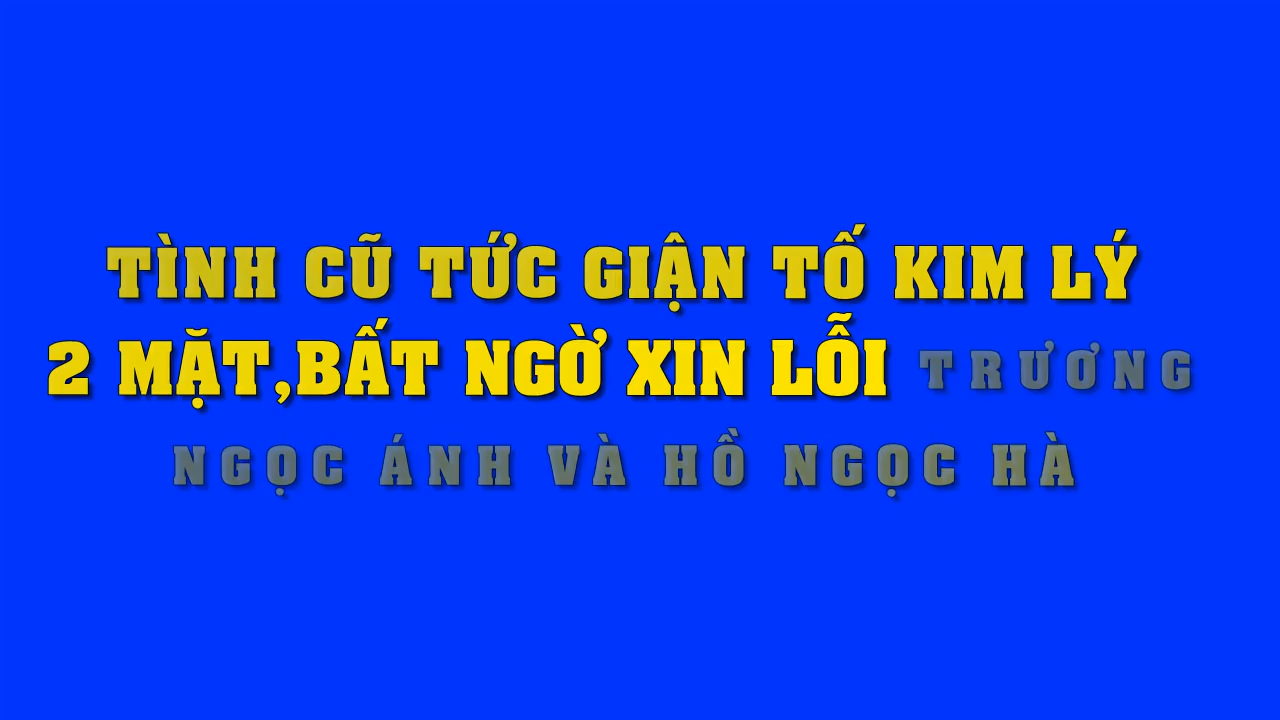 TÌNH CŨ TỨC GIẬN TỐ KIM LÝ
2 MẶT,BẤT NGỜ XIN LỖI TRƯƠNG
NGỌC ÁNH VÀ HỒ NGỌC HÀ